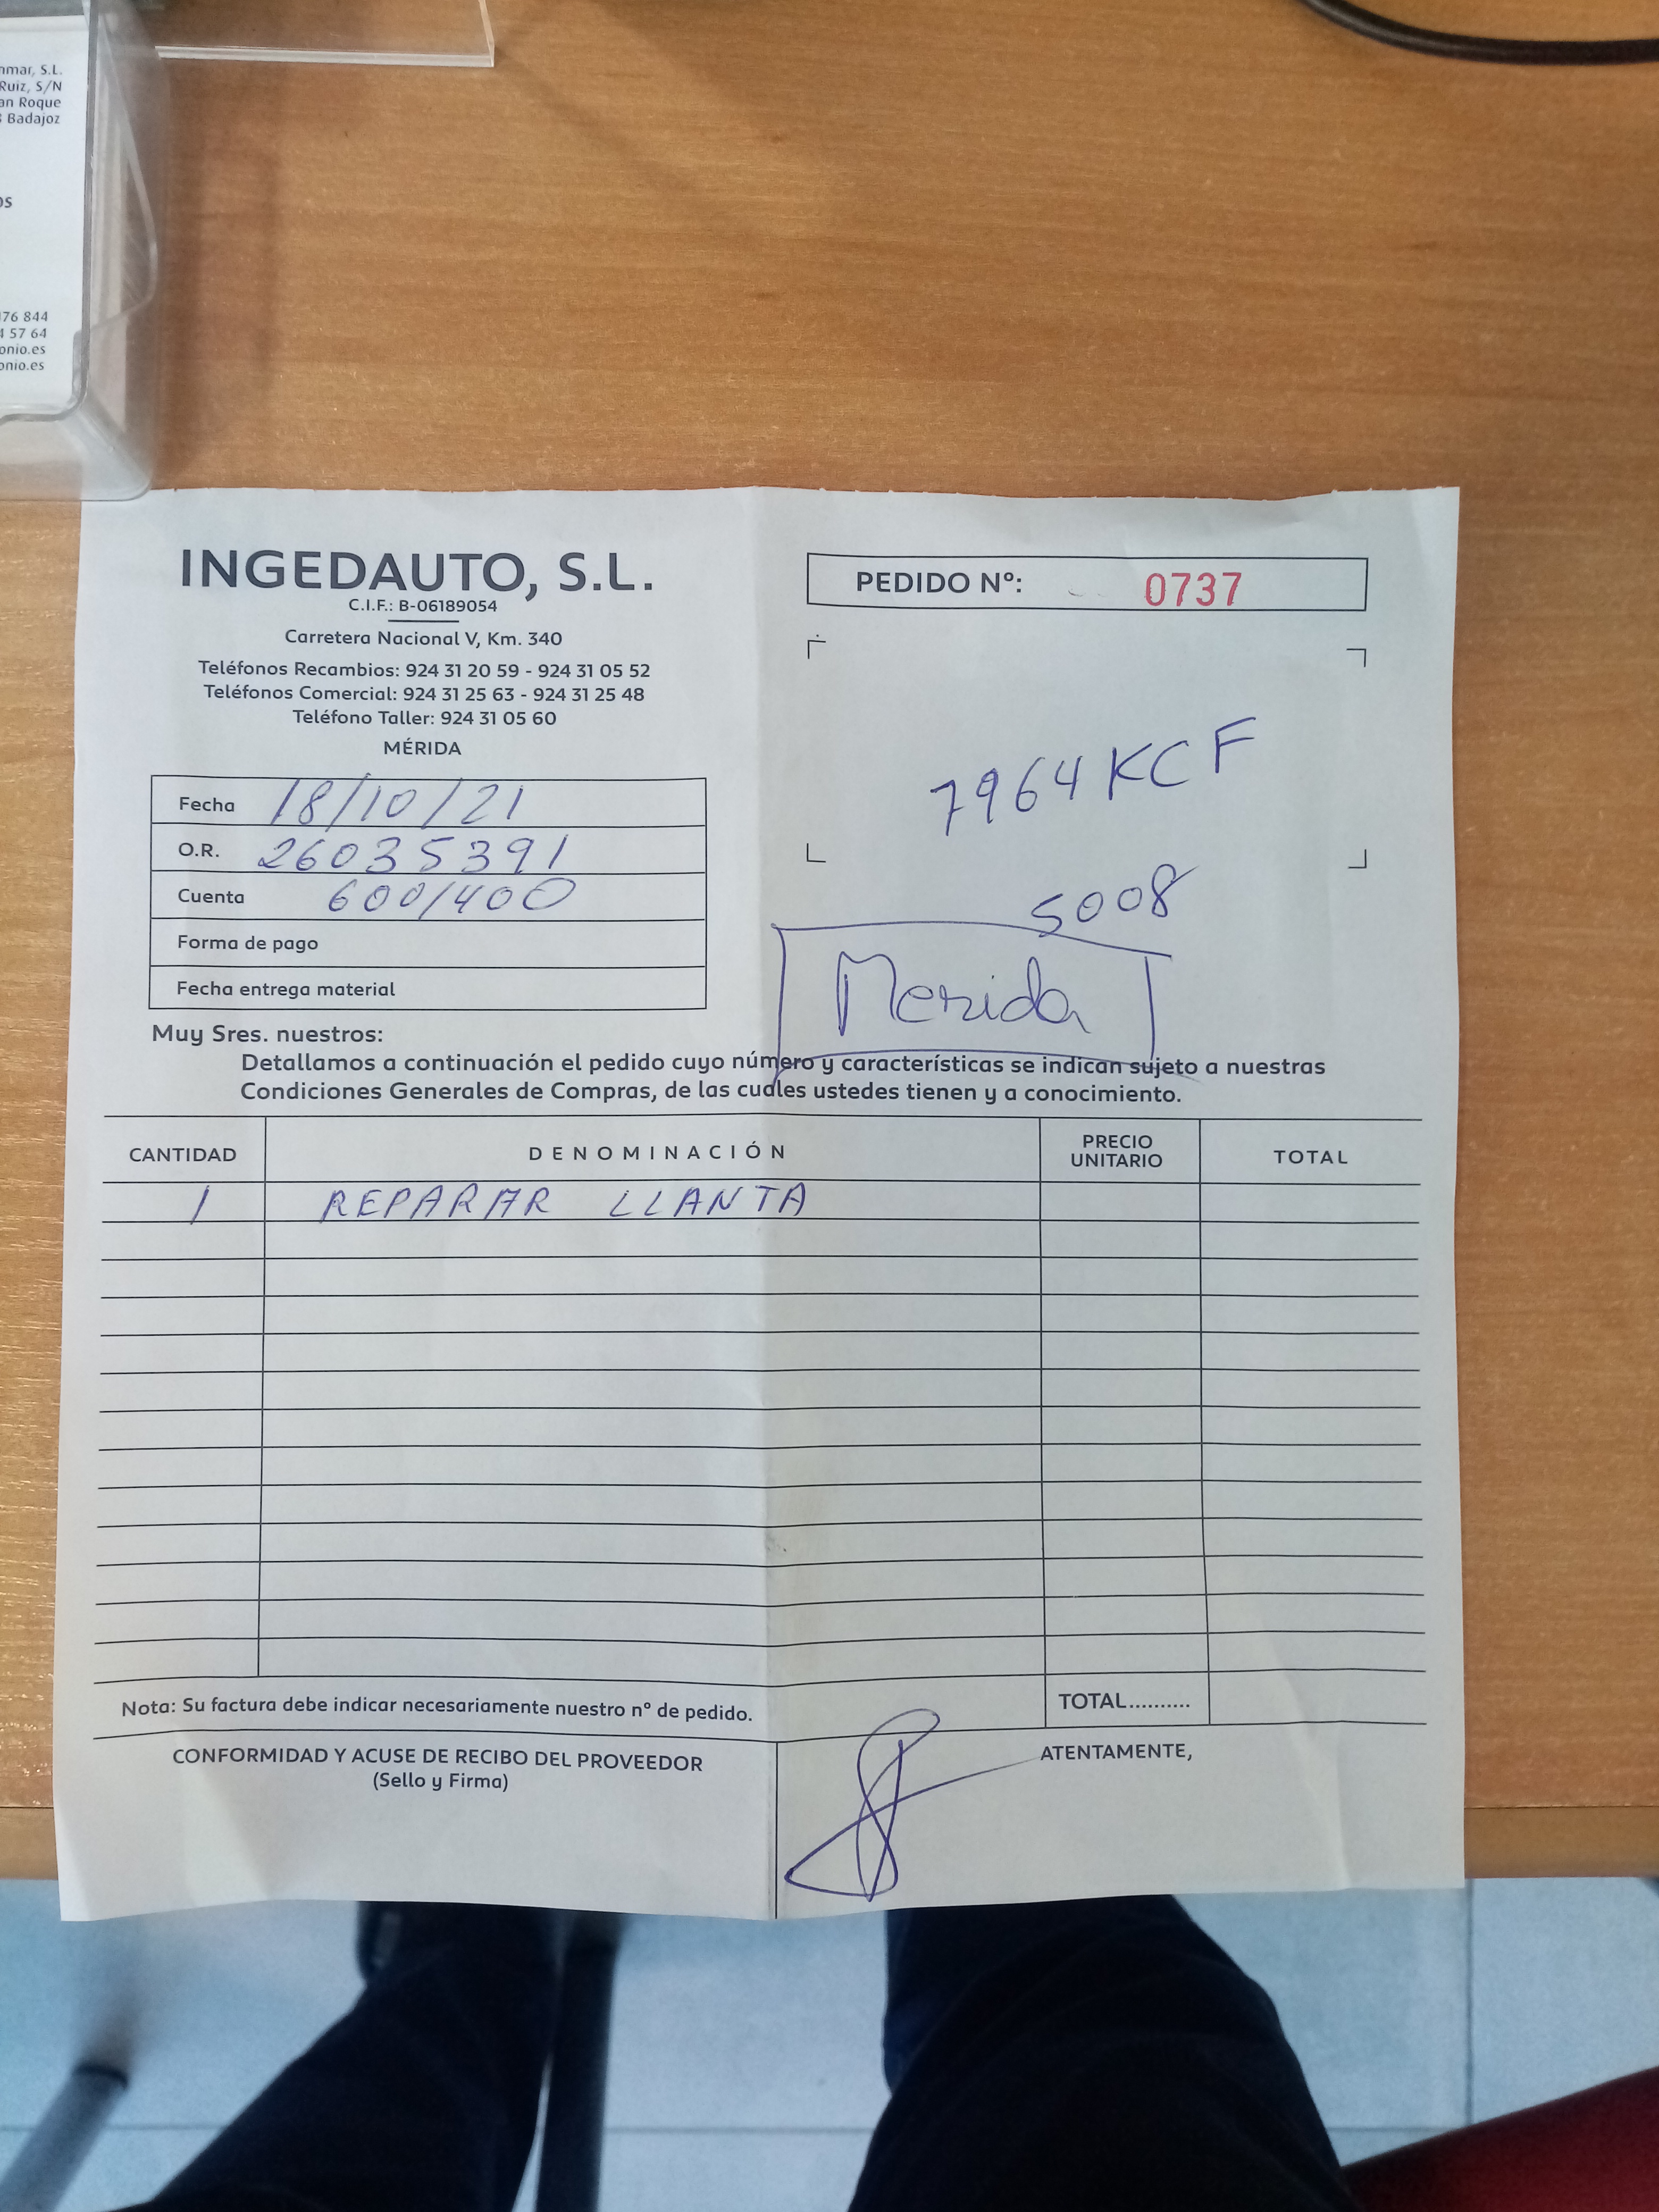 nmar, S.L.
Ruiz, S/N
an Roque
Badajoz
os
176 844
57 64
onio.es
onio.es
INGEDAUTO, S.L.
C.I.F.: B-06189054
Carretera Nacional V, Km. 340
Teléfonos Recambios: 924 31 20 59 - 924 31 05 52
Teléfonos Comercial: 924 31 25 63 - 924 31 25 48
Teléfono Taller: 924 31 05 60
MÉRIDA
PEDIDO Nº: 0737
7964 KCF
5008
Merida
Fecha 18/10/21
O.R. 26035391
Cuenta 600/400
Forma de pago
Fecha entrega material
Muy Sres. nuestros:
Detallamos a continuación el pedido cuyo número y características se indican sujeto a nuestras
Condiciones Generales de Compras, de las cuales ustedes tienen y a conocimiento.
CANTIDAD DENOMINACIÓN PRECIO UNITARIO TOTAL
1 REPARAR LLANTA
Nota: Su factura debe indicar necesariamente nuestro nº de pedido. TOTAL..........
CONFORMIDAD Y ACUSE DE RECIBO DEL PROVEEDOR
(Sello y Firma)
ATENTAMENTE,